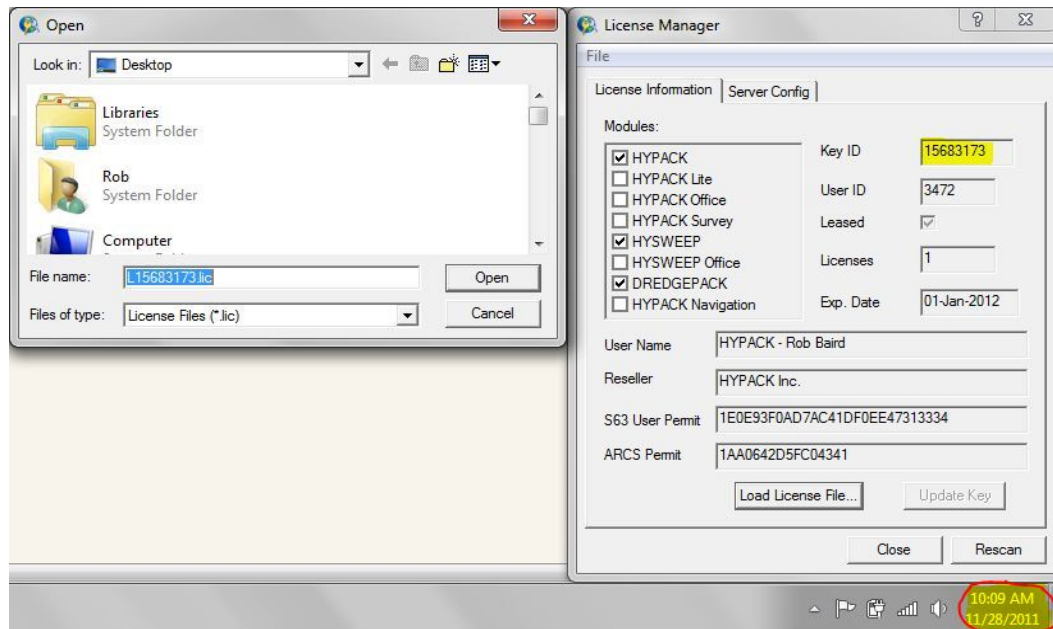 Open
Look in:
Desktop
Libraries
System Folder
Rob
System Folder
Computer
File name:
L15683173.lic
Open
Files of type:
License Files (*.lic)
Cancel
License Manager
File
License Information
Server Config
Modules:
HYPACK
HYPACK Lite
HYPACK Office
HYPACK Survey
HYSWEEP
HYSWEEP Office
DREDGEPACK
HYPACK Navigation
Key ID
15683173
User ID
3472
Leased
Licenses
1
Exp. Date
01-Jan-2012
User Name
HYPACK - Rob Baird
Reseller
HYPACK Inc.
S63 User Permit
1E0E93F0AD7AC41DF0EE47313334
ARCS Permit
1AA0642D5FC04341
Load License File...
Update Key
Close
Rescan
10:09 AM
11/28/2011